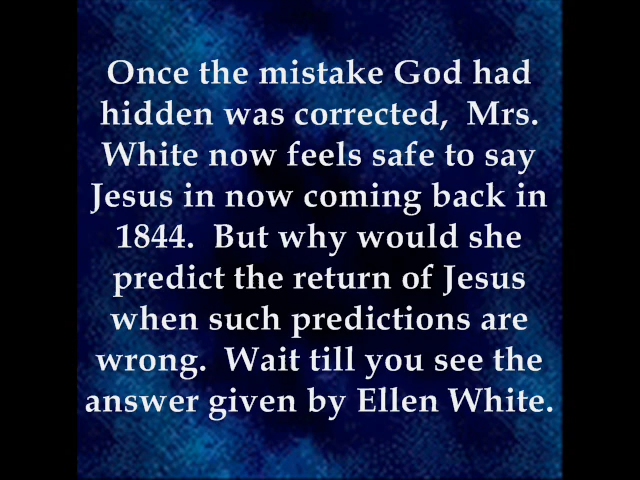 Once the mistake God had
hidden was corrected,  Mrs.
White now feels safe to say
Jesus in now coming back in
1844.  But why would she
predict the return of Jesus
when such predictions are
wrong.  Wait till you see the
answer given by Ellen White.